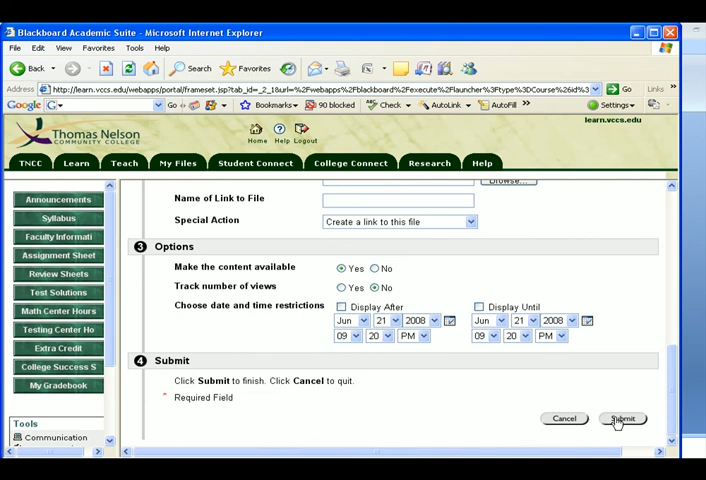 Blackboard Academic Suite - Microsoft Internet Explorer
File Edit View Favorites Tools Help
Back Search Favorites
Address http://learn.vccs.edu/webapps/portal/frameset.jsp?tab_id=_2_1&url=%2Fwebapps%2Fblackboard%2Fexecute%2Flauncher%3Ftype%3DCourse%26id%3 Go Links
Google G Go Bookmarks 90 blocked Check AutoLink AutoFill Settings
learn.vccs.edu
Thomas Nelson
COMMUNITY COLLEGE
Home Help Logout
TNCC Learn Teach My Files Student Connect College Connect Research Help
Announcements
Syllabus
Faculty Informati
Assignment Sheet
Review Sheets
Test Solutions
Math Center Hours
Testing Center Ho
Extra Credit
College Success S
My Gradebook
Tools
Communication
Browse...
Name of Link to File
Special Action Create a link to this file
3 Options
Make the content available Yes No
Track number of views Yes No
Choose date and time restrictions Display After Display Until
Jun 21 2008 Jun 21 2008
09 20 PM 09 20 PM
4 Submit
Click Submit to finish. Click Cancel to quit.
* Required Field
Cancel Submit